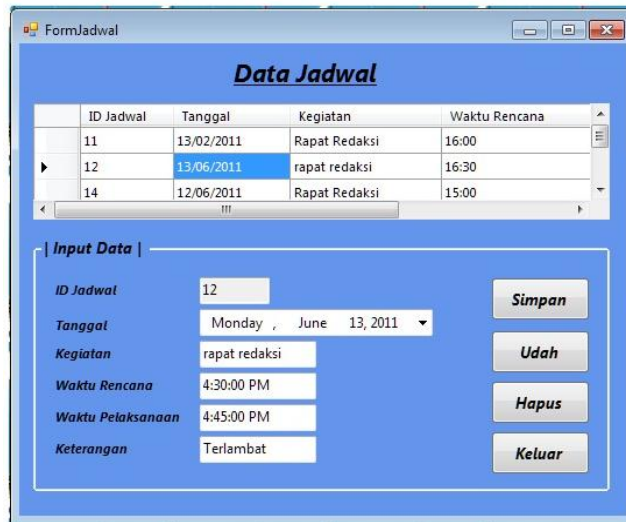 FormJadwal
Data Jadwal
ID Jadwal Tanggal Kegiatan Waktu Rencana
11 13/02/2011 Rapat Redaksi 16:00
12 13/06/2011 rapat redaksi 16:30
14 12/06/2011 Rapat Redaksi 15:00
| Input Data |
ID Jadwal 12
Simpan
Tanggal Monday , June 13, 2011
Kegiatan rapat redaksi
Udah
Waktu Rencana 4:30:00 PM
Hapus
Waktu Pelaksanaan 4:45:00 PM
Keterangan Terlambat
Keluar